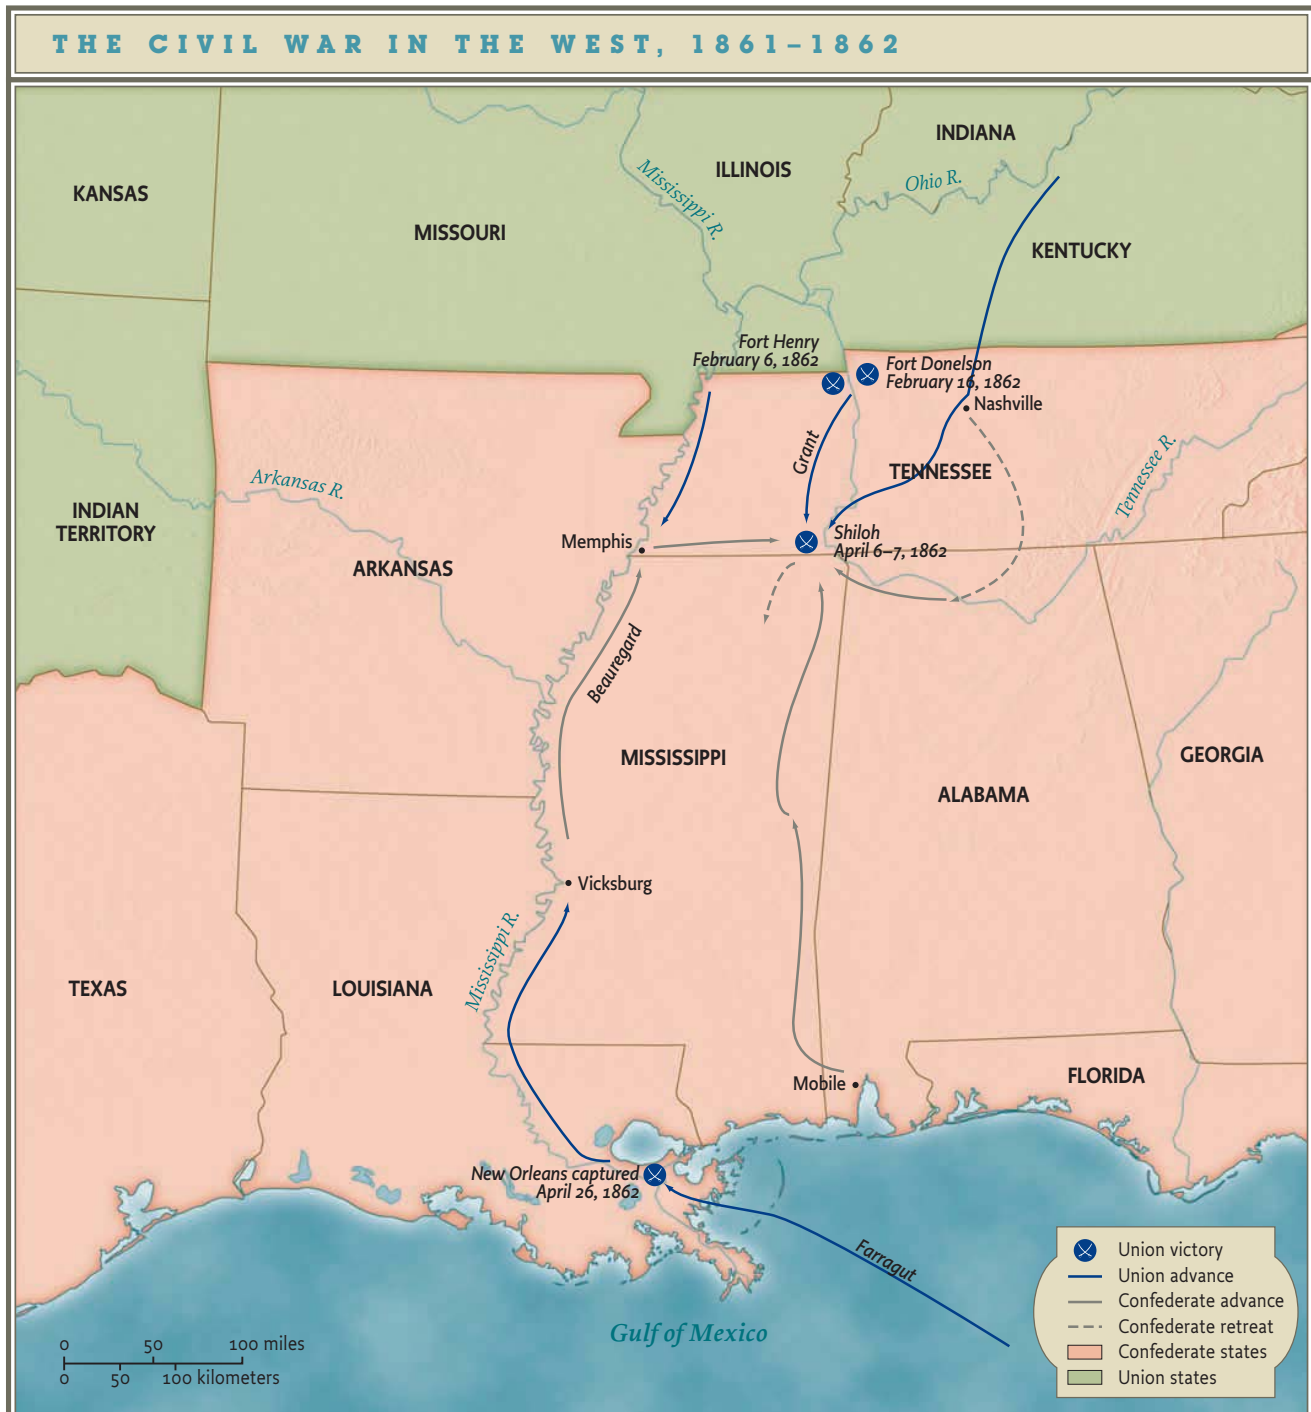 THE CIVIL WAR IN THE WEST, 1861–1862
INDIANA
ILLINOIS
KANSAS
Mississippi R.
Ohio R.
MISSOURI
KENTUCKY
Fort Henry
February 6, 1862
Fort Donelson
February 16, 1862
Nashville
Grant
TENNESSEE
Tennessee R.
Arkansas R.
INDIAN
TERRITORY
Memphis
Shiloh
April 6–7, 1862
ARKANSAS
Beauregard
MISSISSIPPI
GEORGIA
ALABAMA
Vicksburg
Mississippi R.
TEXAS
LOUISIANA
Mobile
FLORIDA
New Orleans captured
April 26, 1862
Farragut
Gulf of Mexico
Union victory
Union advance
Confederate advance
Confederate retreat
Confederate states
Union states
0 50 100 miles
0 50 100 kilometers